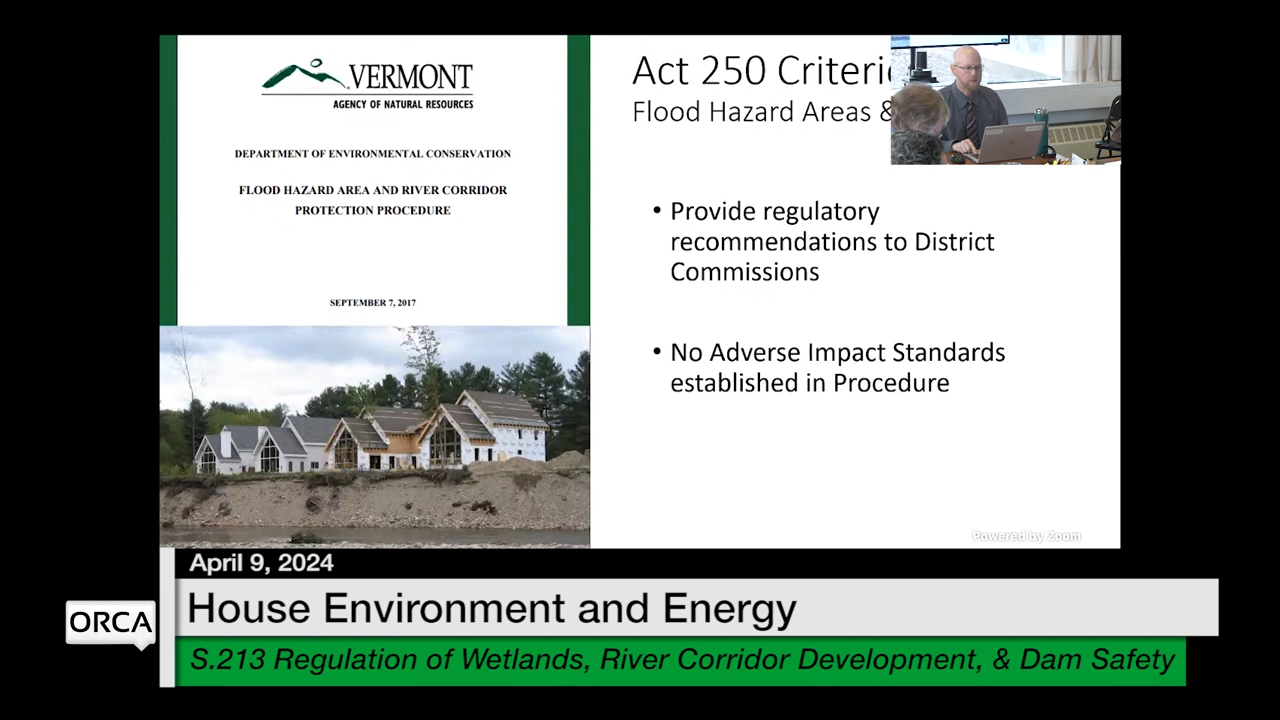 VERMONT
AGENCY OF NATURAL RESOURCES
DEPARTMENT OF ENVIRONMENTAL CONSERVATION
FLOOD HAZARD AREA AND RIVER CORRIDOR
PROTECTION PROCEDURE
SEPTEMBER 7, 2017
Act 250
Flood Hazard Areas &
• Provide regulatory
recommendations to District
Commissions
• No Adverse Impact Standards
established in Procedure
Powered by Zoom
April 9, 2024
ORCA
House Environment and Energy
S.213 Regulation of Wetlands, River Corridor Development, & Dam Safety